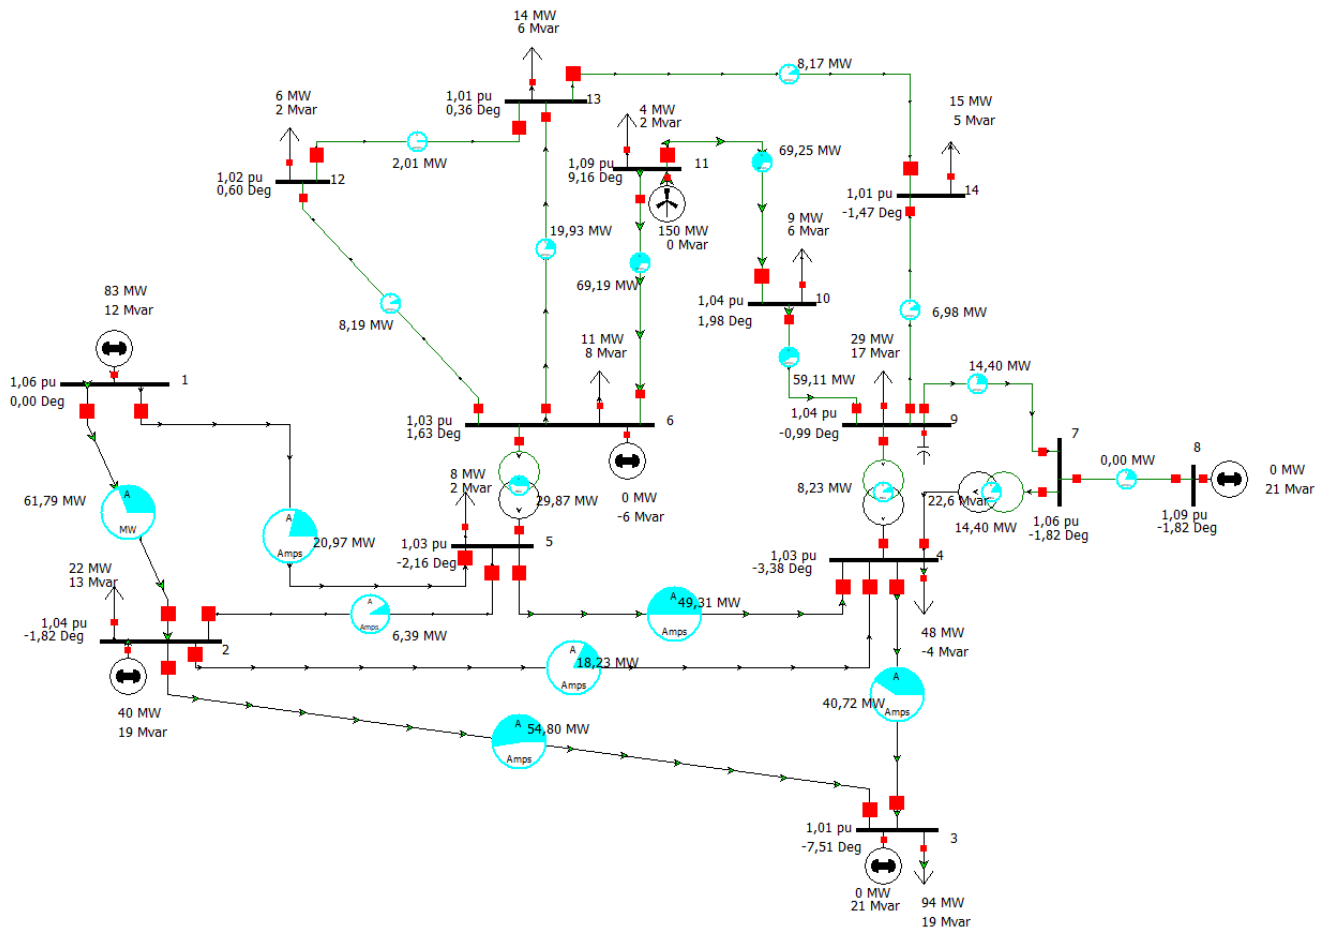 14 MW
6 Mvar
8,17 MW
1,01 pu
0,36 Deg
13
6 MW
2 Mvar
2,01 MW
1,02 pu
0,60 Deg
12
4 MW
2 Mvar
11
1,09 pu
9,16 Deg
69,25 MW
15 MW
5 Mvar
14
1,01 pu
-1,47 Deg
150 MW
0 Mvar
9 MW
6 Mvar
19,93 MW
69,19 MW
10
1,04 pu
1,98 Deg
83 MW
12 Mvar
8,19 MW
6,98 MW
11 MW
8 Mvar
29 MW
17 Mvar
59,11 MW
14,40 MW
1
1,06 pu
0,00 Deg
6
1,03 pu
1,63 Deg
9
1,04 pu
-0,99 Deg
7
8
0,00 MW
0 MW
21 Mvar
0 MW
-6 Mvar
8 MW
2 Mvar
29,87 MW
8,23 MW
22,6 Mvar
14,40 MW
1,06 pu
-1,82 Deg
1,09 pu
-1,82 Deg
61,79 MW
A
MW
A
Amps
20,97 MW
5
1,03 pu
-2,16 Deg
4
1,03 pu
-3,38 Deg
22 MW
13 Mvar
A
Amps
6,39 MW
A
Amps
49,31 MW
48 MW
-4 Mvar
2
1,04 pu
-1,82 Deg
A
Amps
18,23 MW
A
Amps
40,72 MW
40 MW
19 Mvar
A
Amps
54,80 MW
3
1,01 pu
-7,51 Deg
0 MW
21 Mvar
94 MW
19 Mvar